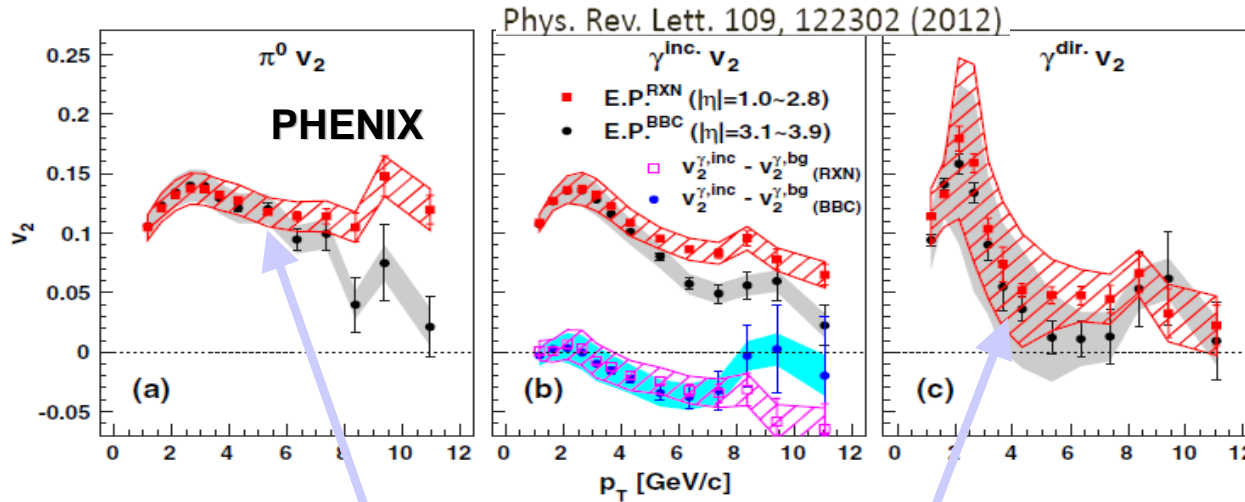 Phys. Rev. Lett. 109, 122302 (2012)
π⁰ v₂
PHENIX
v₂
0.25
0.2
0.15
0.1
0.05
0
-0.05
(a)
0 2 4 6 8 10 12
γ^inc. v₂
E.P.^RXN (|η|=1.0~2.8)
E.P.^BBC (|η|=3.1~3.9)
v₂^γ,inc - v₂^γ,bg (RXN)
v₂^γ,inc - v₂^γ,bg (BBC)
(b)
0 2 4 6 8 10 12
p_T [GeV/c]
γ^dir. v₂
(c)
0 2 4 6 8 10 12